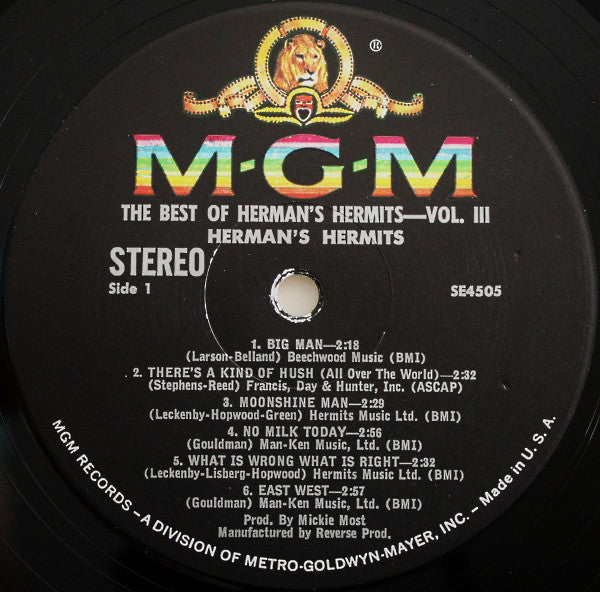 ®
M-G-M
THE BEST OF HERMAN'S HERMITS—VOL. III
HERMAN'S HERMITS
STEREO
Side 1
SE4505
1. BIG MAN—2:18
(Larson-Belland) Beechwood Music (BMI)
2. THERE'S A KIND OF HUSH (All Over The World)—2:32
(Stephens-Reed) Francis, Day & Hunter, Inc. (ASCAP)
3. MOONSHINE MAN—2:29
(Leckenby-Hopwood-Green) Hermits Music Ltd. (BMI)
4. NO MILK TODAY—2:56
(Gouldman) Man-Ken Music, Ltd. (BMI)
5. WHAT IS WRONG WHAT IS RIGHT—2:32
(Leckenby-Lisberg-Hopwood) Hermits Music Ltd. (BMI)
6. EAST WEST—2:57
(Gouldman) Man-Ken Music, Ltd. (BMI)
Prod. By Mickie Most
Manufactured by Reverse Prod.
MGM RECORDS – A DIVISION OF METRO-GOLDWYN-MAYER, INC. – Made in U. S. A.